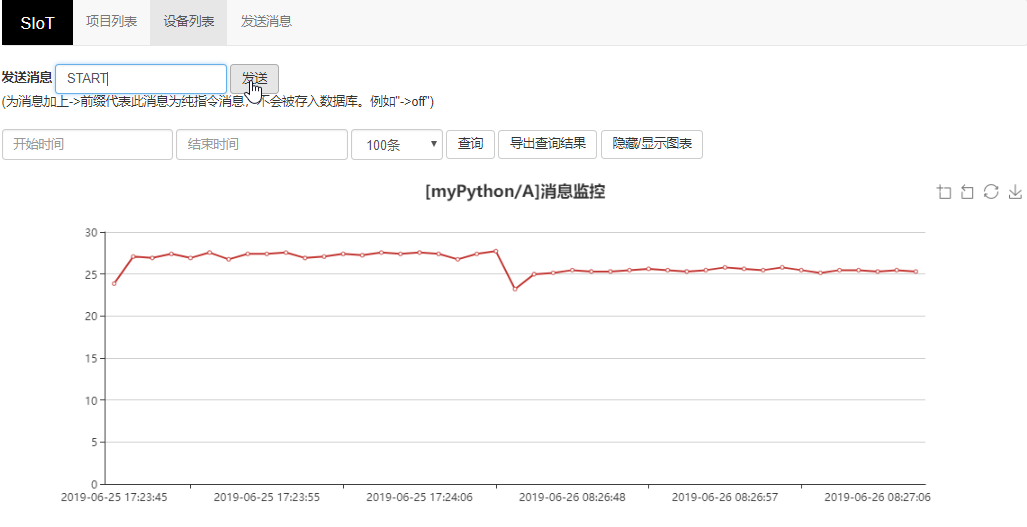 SIoT 项目列表 设备列表 发送消息
发送消息 START 发送
(为消息加上->前缀代表此消息为纯指令消息，不会被存入数据库。例如"->off")
开始时间 结束时间 100条 查询 导出查询结果 隐藏/显示图表
[myPython/A]消息监控
30
25
20
15
10
5
0
2019-06-25 17:23:45 2019-06-25 17:23:55 2019-06-25 17:24:06 2019-06-26 08:26:48 2019-06-26 08:26:57 2019-06-26 08:27:06